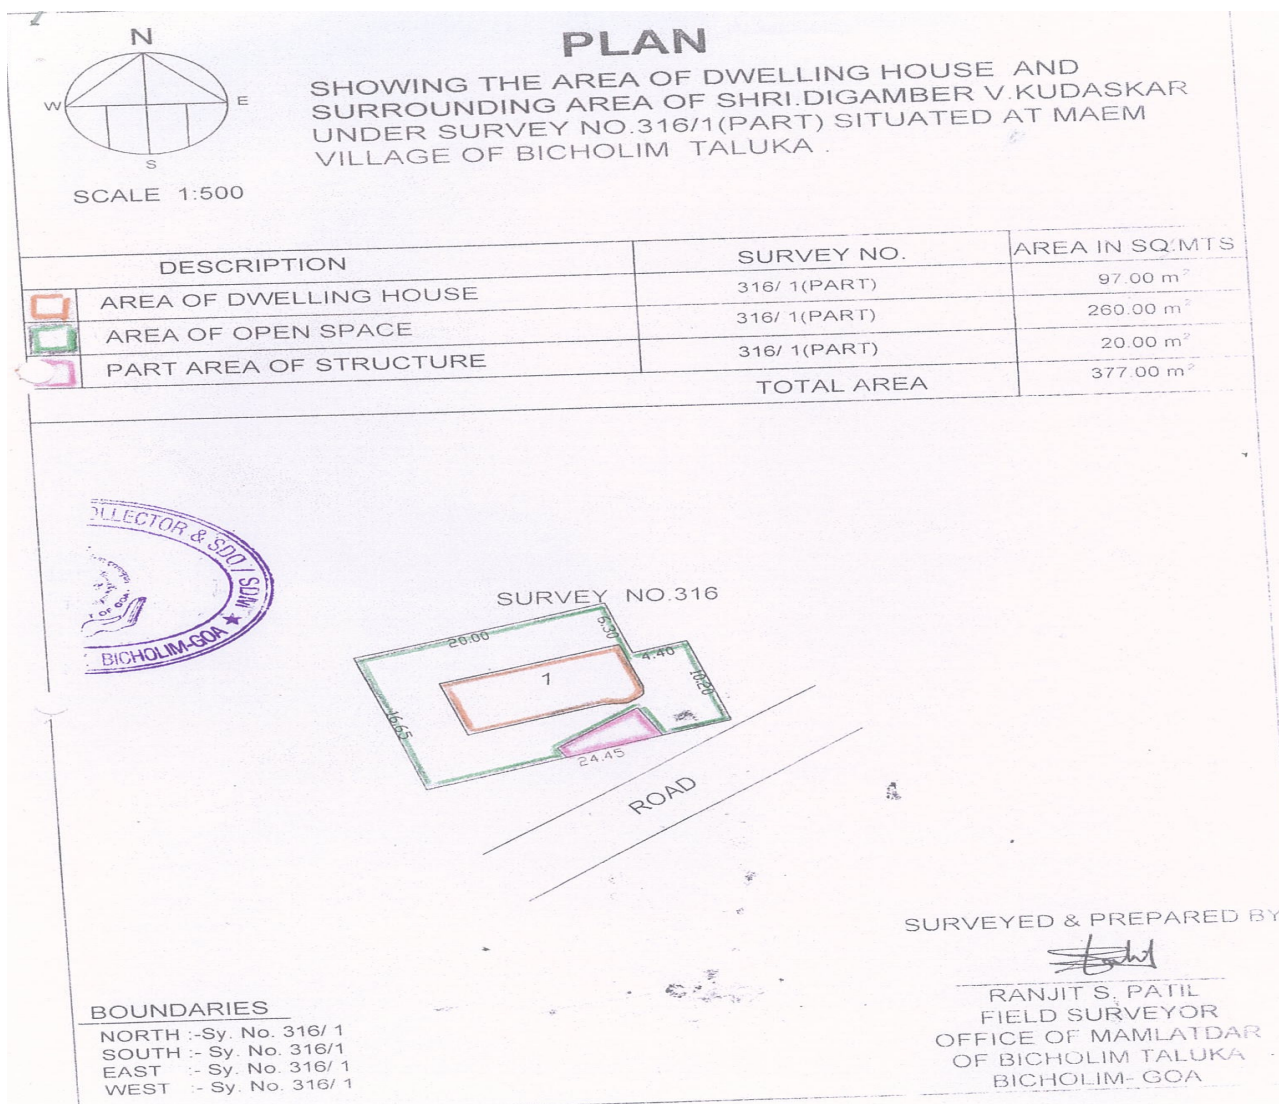 N
W E
S
SCALE 1:500
PLAN
SHOWING THE AREA OF DWELLING HOUSE AND
SURROUNDING AREA OF SHRI.DIGAMBER V.KUDASKAR
UNDER SURVEY NO.316/1(PART) SITUATED AT MAEM
VILLAGE OF BICHOLIM TALUKA .
DESCRIPTION SURVEY NO. AREA IN SQ.MTS
AREA OF DWELLING HOUSE 316/ 1(PART) 97.00 m²
AREA OF OPEN SPACE 316/ 1(PART) 260.00 m²
PART AREA OF STRUCTURE 316/ 1(PART) 20.00 m²
TOTAL AREA 377.00 m²
& SDO / SDM ★
BICHOLIM-GOA
SURVEY NO.316
20.00
4.40
10.20
1
16.65
24.45
ROAD
SURVEYED & PREPARED BY
RANJIT S. PATIL
FIELD SURVEYOR
OFFICE OF MAMLATDAR
OF BICHOLIM TALUKA
BICHOLIM- GOA
BOUNDARIES
NORTH :-Sy. No. 316/ 1
SOUTH :- Sy. No. 316/1
EAST :- Sy. No. 316/ 1
WEST :- Sy. No. 316/ 1